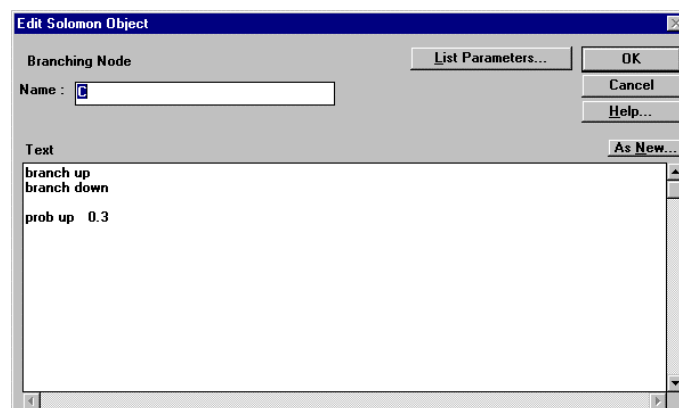 Edit Solomon Object
Branching Node
List Parameters...
OK
Name :
C
Cancel
Help...
Text
As New...
branch up
branch down
prob up 0.3